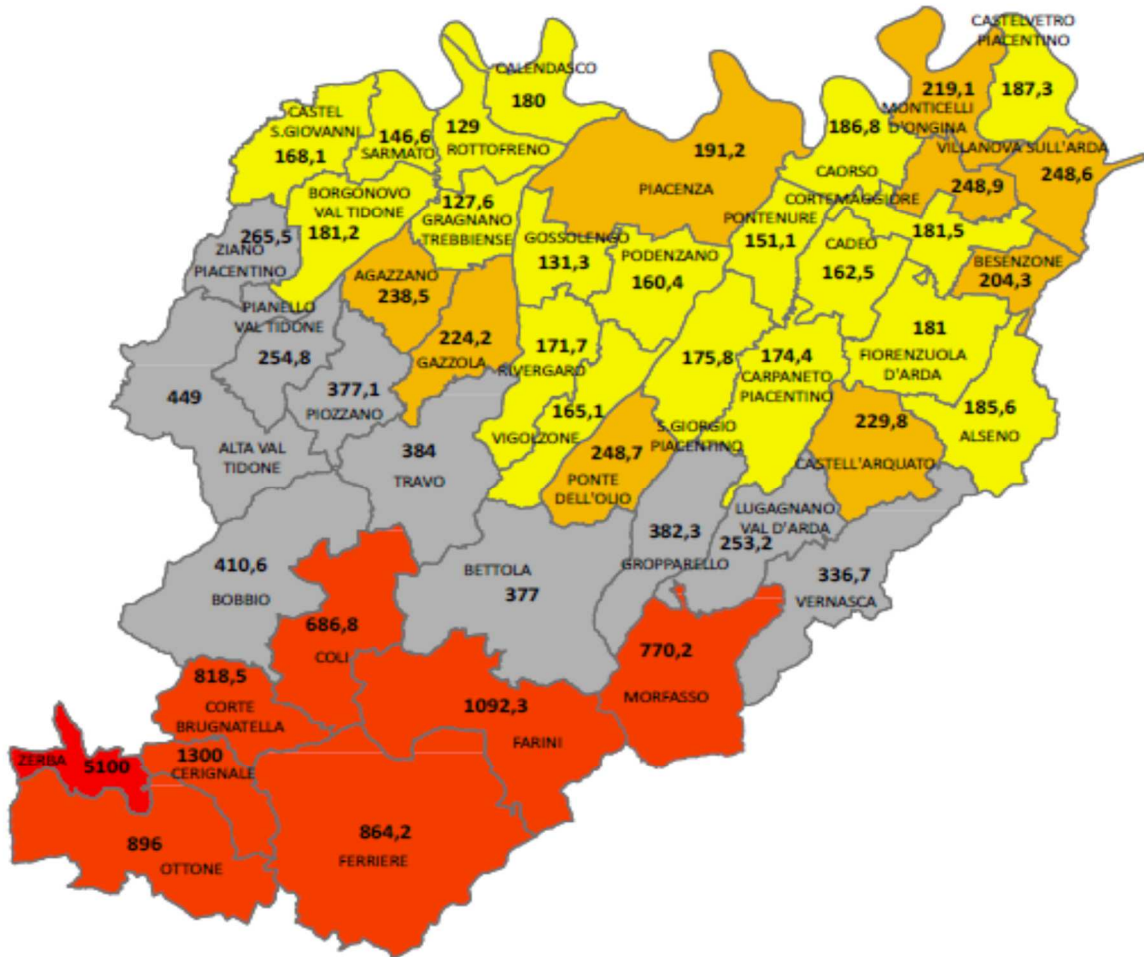 CASTELVETRO
PIACENTINO
187,3
219,1
MONTICELLI
D'ONGINA
CALENDASCO
180
CASTEL
S.GIOVANNI
168,1
146,6
SARMATO
129
ROTTOFRENO
186,8
CAORSO
VILLANOVA SULL'ARDA
248,9
248,6
191,2
PIACENZA
BORGONOVO
VAL TIDONE
181,2
127,6
GRAGNANO
TREBBIENSE
GOSSOLENGO
131,3
PODENZANO
160,4
PONTENURE
151,1
CORTEMAGGIORE
181,5
CADEO
162,5
BESENZONE
204,3
265,5
ZIANO
PIACENTINO
AGAZZANO
238,5
PIANELLO
VAL TIDONE
254,8
224,2
GAZZOLA
171,7
RIVERGARO
175,8
S.GIORGIO
PIACENTINO
174,4
CARPANETO
PIACENTINO
181
FIORENZUOLA
D'ARDA
449
ALTA VAL
TIDONE
377,1
PIOZZANO
165,1
VIGOLZONE
185,6
ALSENO
229,8
CASTELL'ARQUATO
384
TRAVO
248,7
PONTE
DELL'OLIO
LUGAGNANO
VAL D'ARDA
253,2
382,3
GROPPARELLO
410,6
BOBBIO
BETTOLA
377
336,7
VERNASCA
686,8
COLI
770,2
MORFASSO
818,5
CORTE
BRUGNATELLA
1092,3
FARINI
ZERBA
5100
1300
CERIGNALE
896
OTTONE
864,2
FERRIERE